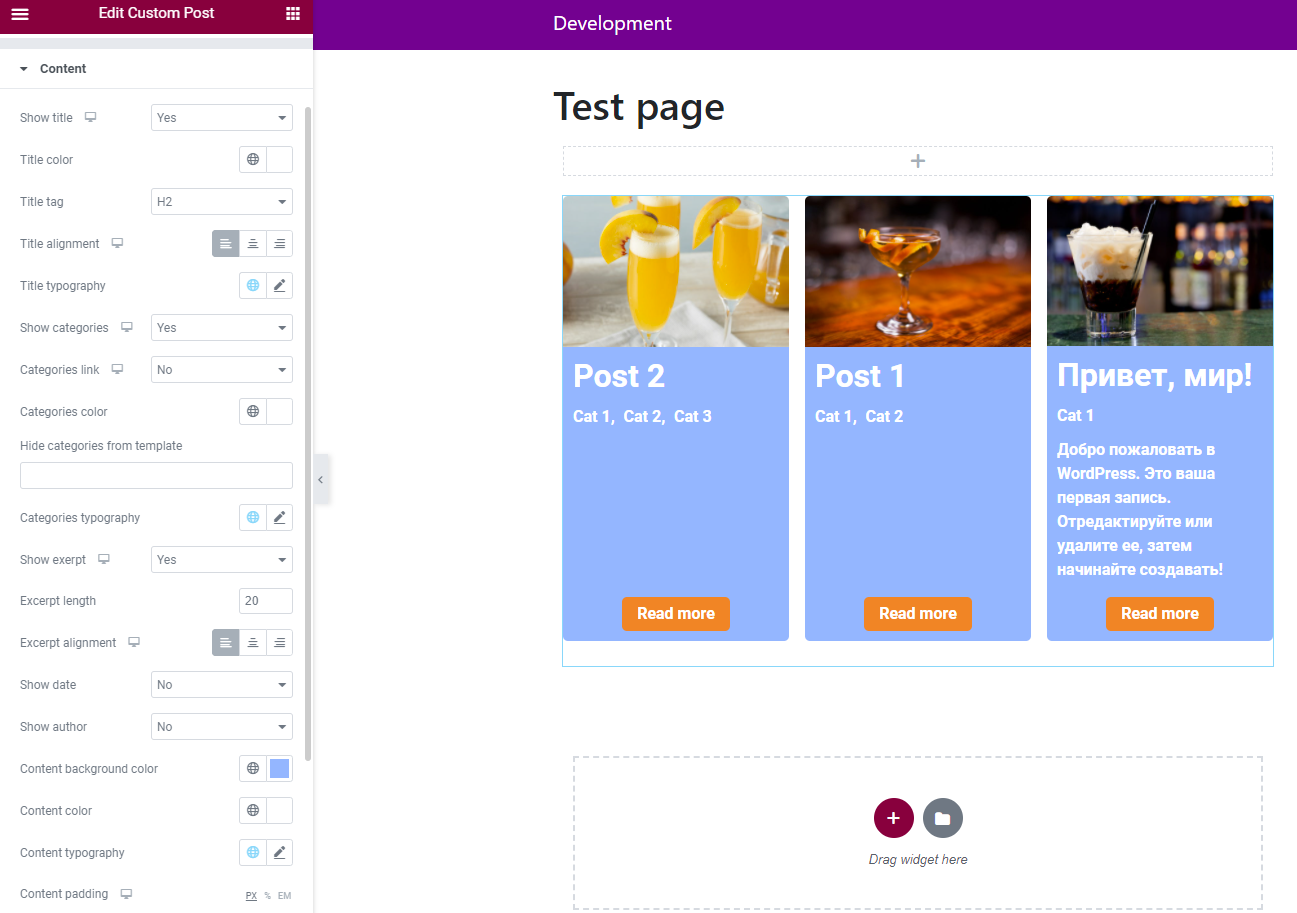 Edit Custom Post
Content
Show title
Yes
Title color
Title tag
H2
Title alignment
Title typography
Show categories
Yes
Categories link
No
Categories color
Hide categories from template
Categories typography
Show exerpt
Yes
Excerpt length
20
Excerpt alignment
Show date
No
Show author
No
Content background color
Content color
Content typography
Content padding
PX % EM
Development
Test page
Post 2
Cat 1, Cat 2, Cat 3
Read more
Post 1
Cat 1, Cat 2
Read more
Привет, мир!
Cat 1
Добро пожаловать в
WordPress. Это ваша
первая запись.
Отредактируйте или
удалите ее, затем
начинайте создавать!
Read more
Drag widget here